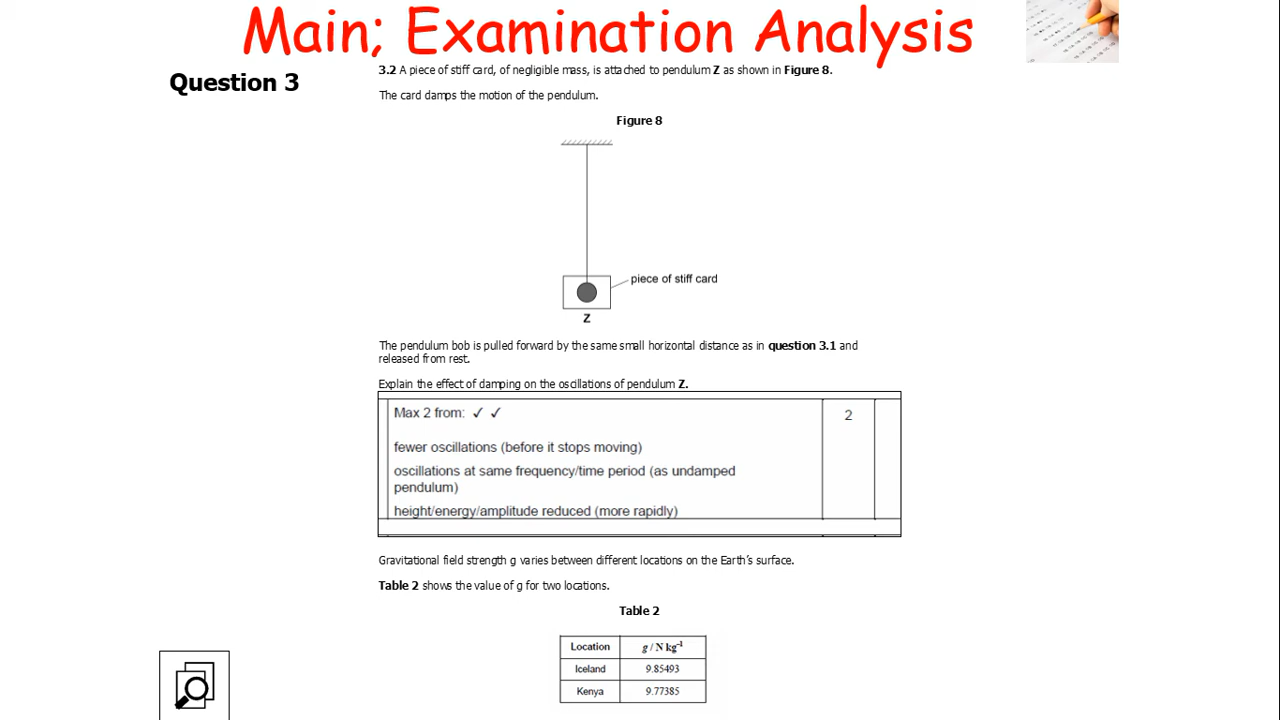 Main; Examination Analysis
Question 3
3.2 A piece of stiff card, of negligible mass, is attached to pendulum Z as shown in Figure 8.
The card damps the motion of the pendulum.
Figure 8
piece of stiff card
Z
The pendulum bob is pulled forward by the same small horizontal distance as in question 3.1 and
released from rest.
Explain the effect of damping on the oscillations of pendulum Z.
Max 2 from: ✓ ✓
2
fewer oscillations (before it stops moving)
oscillations at same frequency/time period (as undamped
pendulum)
height/energy/amplitude reduced (more rapidly)
Gravitational field strength g varies between different locations on the Earth's surface.
Table 2 shows the value of g for two locations.
Table 2
Location g / N kg⁻¹
Iceland 9.85493
Kenya 9.77385